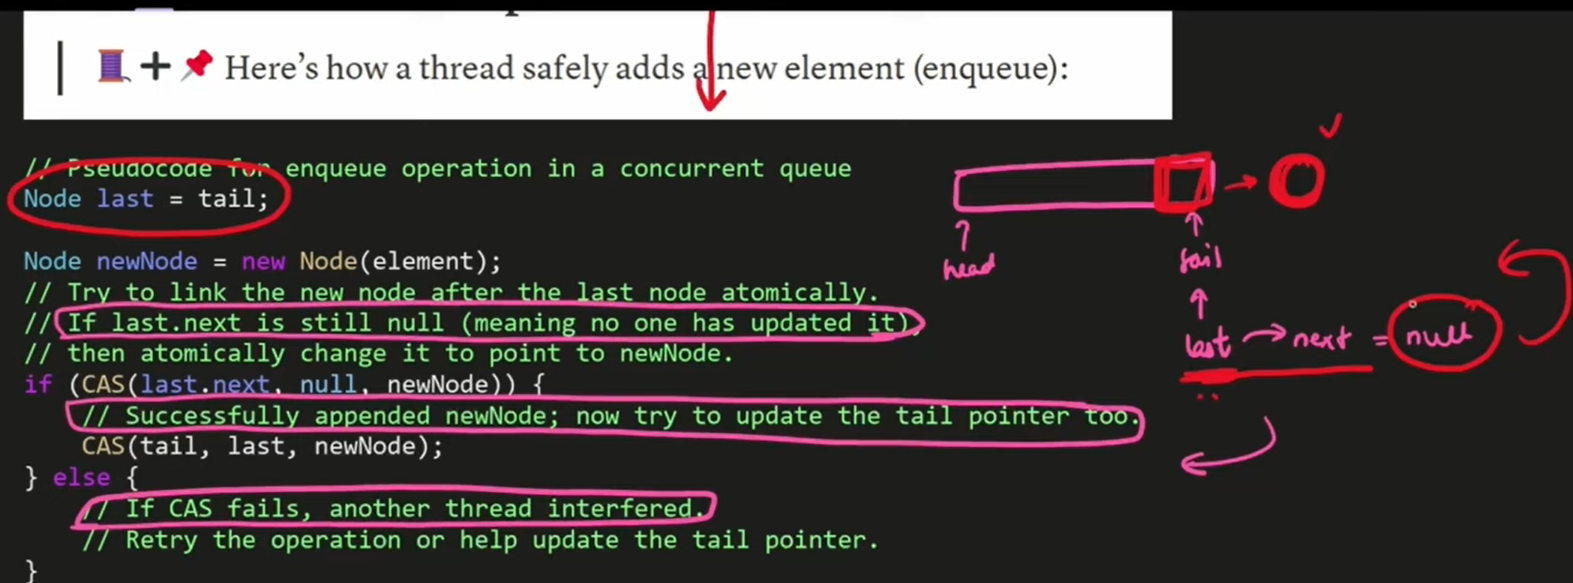 Here's how a thread safely adds a new element (enqueue):
// Pseudocode for enqueue operation in a concurrent queue
Node last = tail;
Node newNode = new Node(element);
// Try to link the new node after the last node atomically.
// If last.next is still null (meaning no one has updated it),
// then atomically change it to point to newNode.
if (CAS(last.next, null, newNode)) {
// Successfully appended newNode; now try to update the tail pointer too.
CAS(tail, last, newNode);
} else {
// If CAS fails, another thread interfered.
// Retry the operation or help update the tail pointer.
}
head
tail
last → next = null